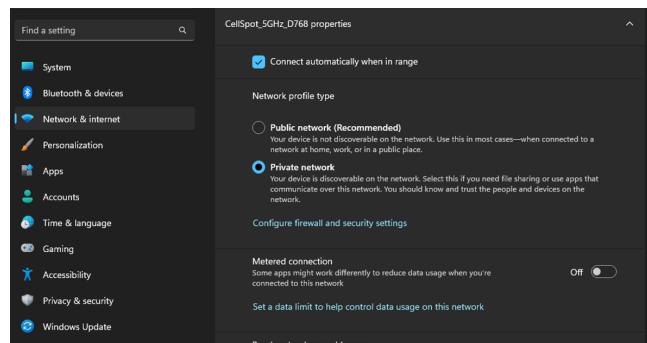 Find a setting
System
Bluetooth & devices
Network & internet
Personalization
Apps
Accounts
Time & language
Gaming
Accessibility
Privacy & security
Windows Update
CellSpot_5GHz_D768 properties
Connect automatically when in range
Network profile type
Public network (Recommended)
Your device is not discoverable on the network. Use this in most cases—when connected to a
network at home, work, or in a public place.
Private network
Your device is discoverable on the network. Select this if you need file sharing or use apps that
communicate over this network. You should know and trust the people and devices on the
network.
Configure firewall and security settings
Metered connection
Some apps might work differently to reduce data usage when you're
connected to this network
Off
Set a data limit to help control data usage on this network